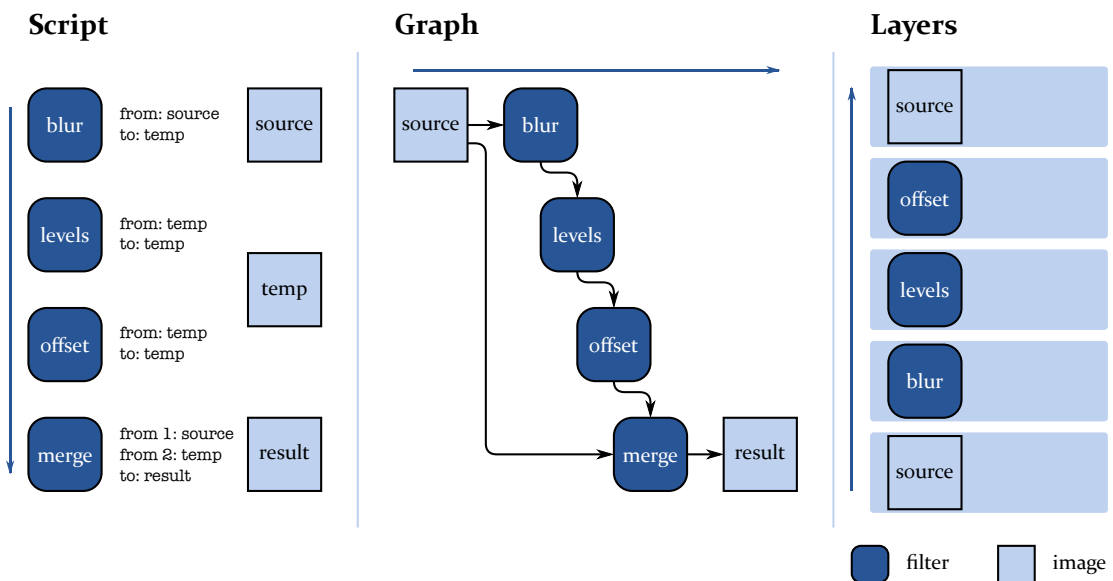 Script
blur
from: source
to: temp
source
levels
from: temp
to: temp
temp
offset
from: temp
to: temp
merge
from 1: source
from 2: temp
to: result
result
Graph
source
blur
levels
offset
merge
result
Layers
source
offset
levels
blur
source
filter
image